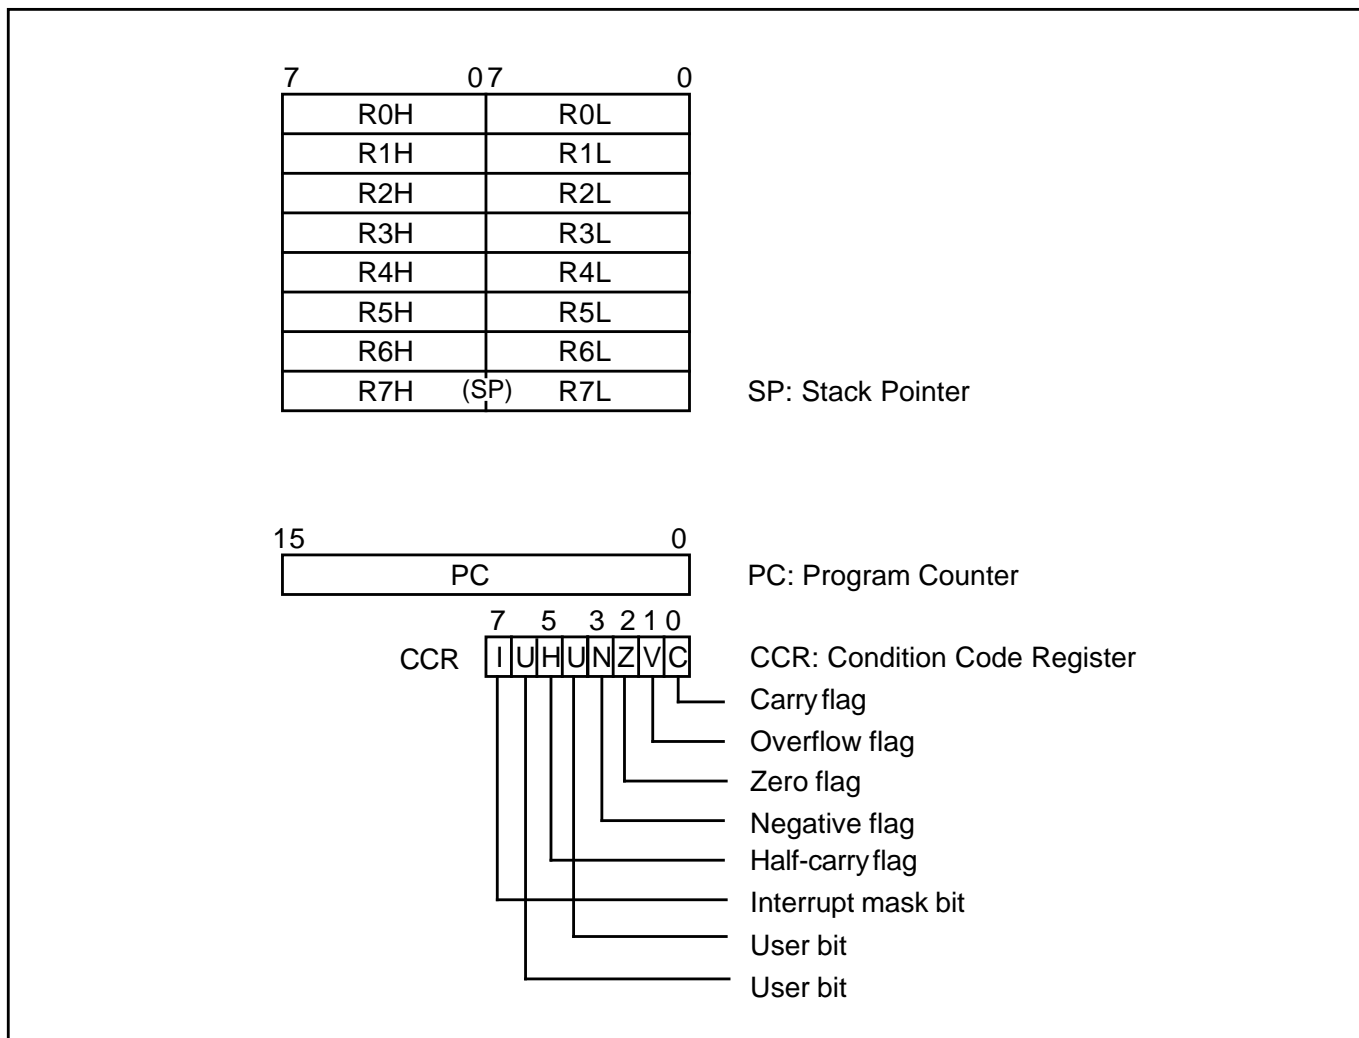 7 0 7 0
R0H R0L
R1H R1L
R2H R2L
R3H R3L
R4H R4L
R5H R5L
R6H R6L
R7H (SP) R7L SP: Stack Pointer
15 0
PC PC: Program Counter
7 5 3 2 1 0
CCR I U H U N Z V C CCR: Condition Code Register
Carry flag
Overflow flag
Zero flag
Negative flag
Half-carry flag
Interrupt mask bit
User bit
User bit